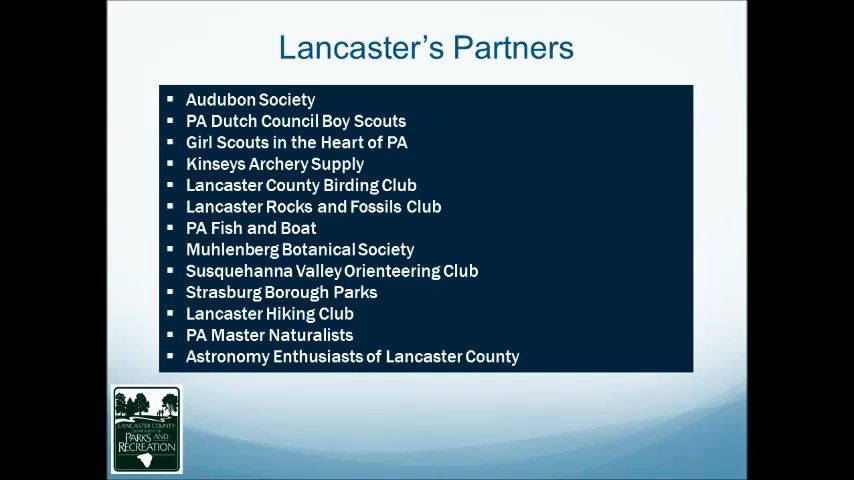 Lancaster's Partners
▪ Audubon Society
▪ PA Dutch Council Boy Scouts
▪ Girl Scouts in the Heart of PA
▪ Kinseys Archery Supply
▪ Lancaster County Birding Club
▪ Lancaster Rocks and Fossils Club
▪ PA Fish and Boat
▪ Muhlenberg Botanical Society
▪ Susquehanna Valley Orienteering Club
▪ Strasburg Borough Parks
▪ Lancaster Hiking Club
▪ PA Master Naturalists
▪ Astronomy Enthusiasts of Lancaster County
LANCASTER COUNTY
DEPARTMENT OF
PARKS AND
RECREATION